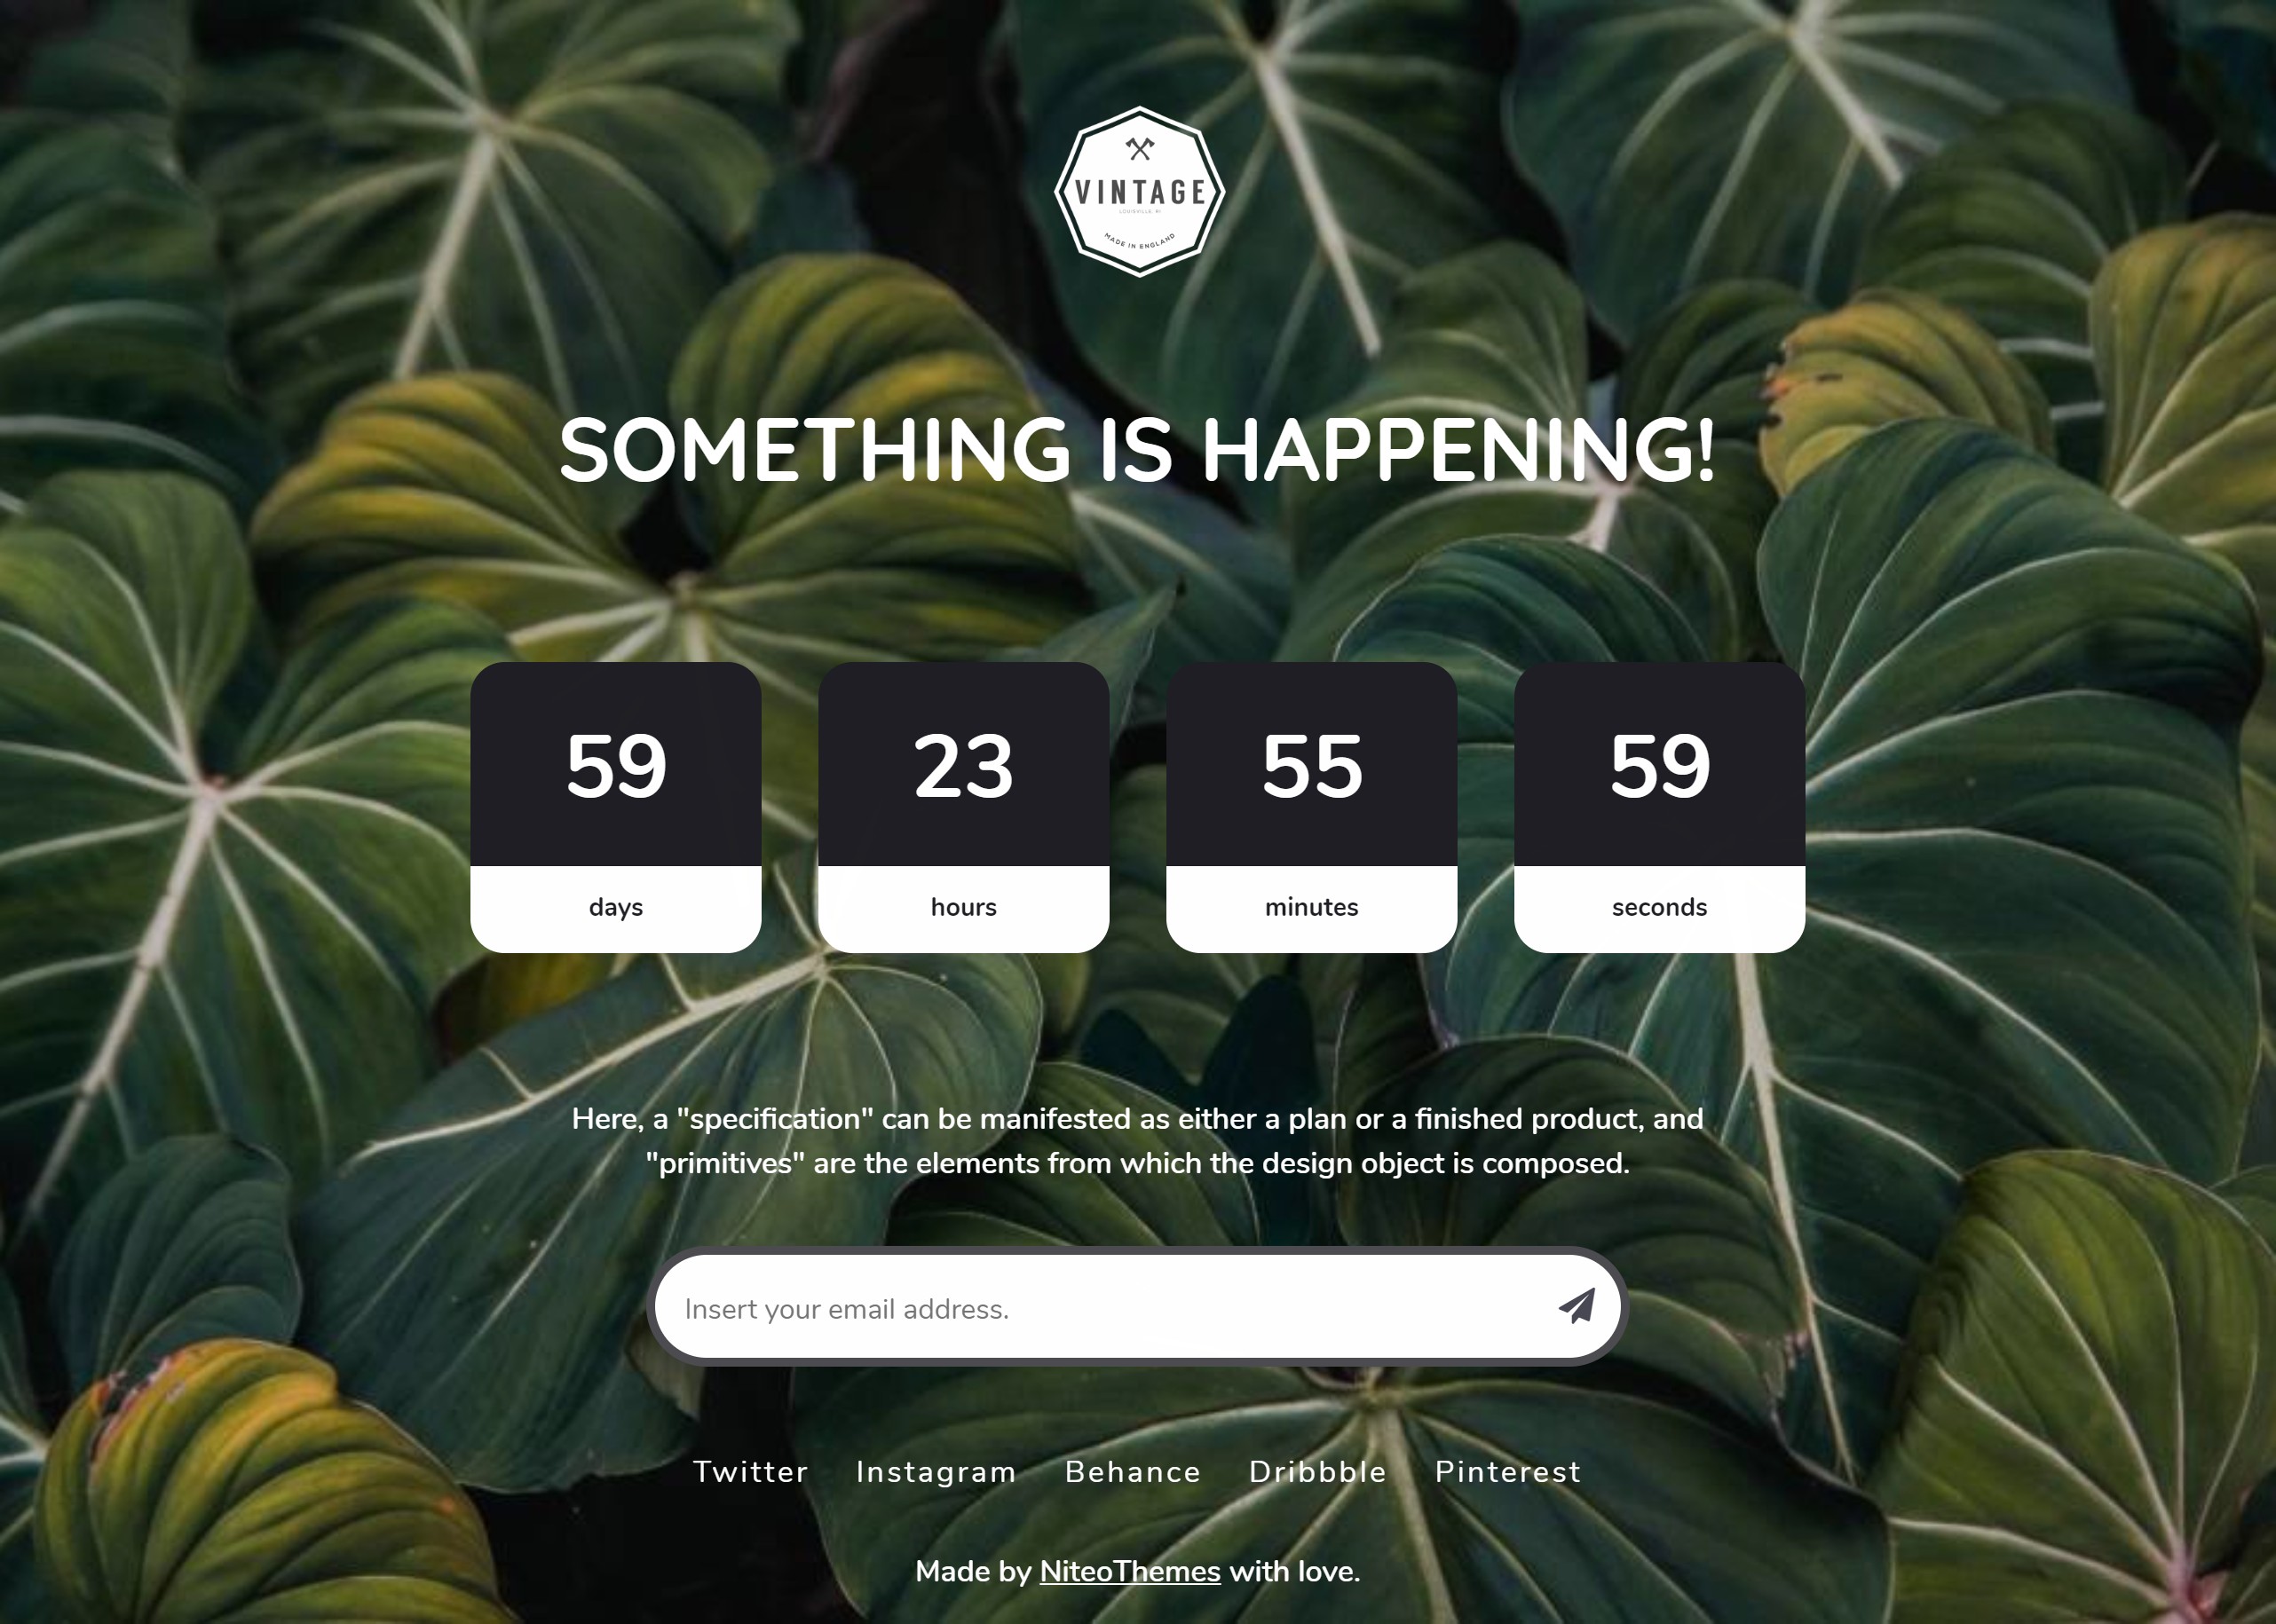 VINTAGE
LOUISVILLE, KY
MADE IN ENGLAND
SOMETHING IS HAPPENING!
59 23 55 59
days hours minutes seconds
Here, a "specification" can be manifested as either a plan or a finished product, and
"primitives" are the elements from which the design object is composed.
Insert your email address.
Twitter Instagram Behance Dribbble Pinterest
Made by NiteoThemes with love.